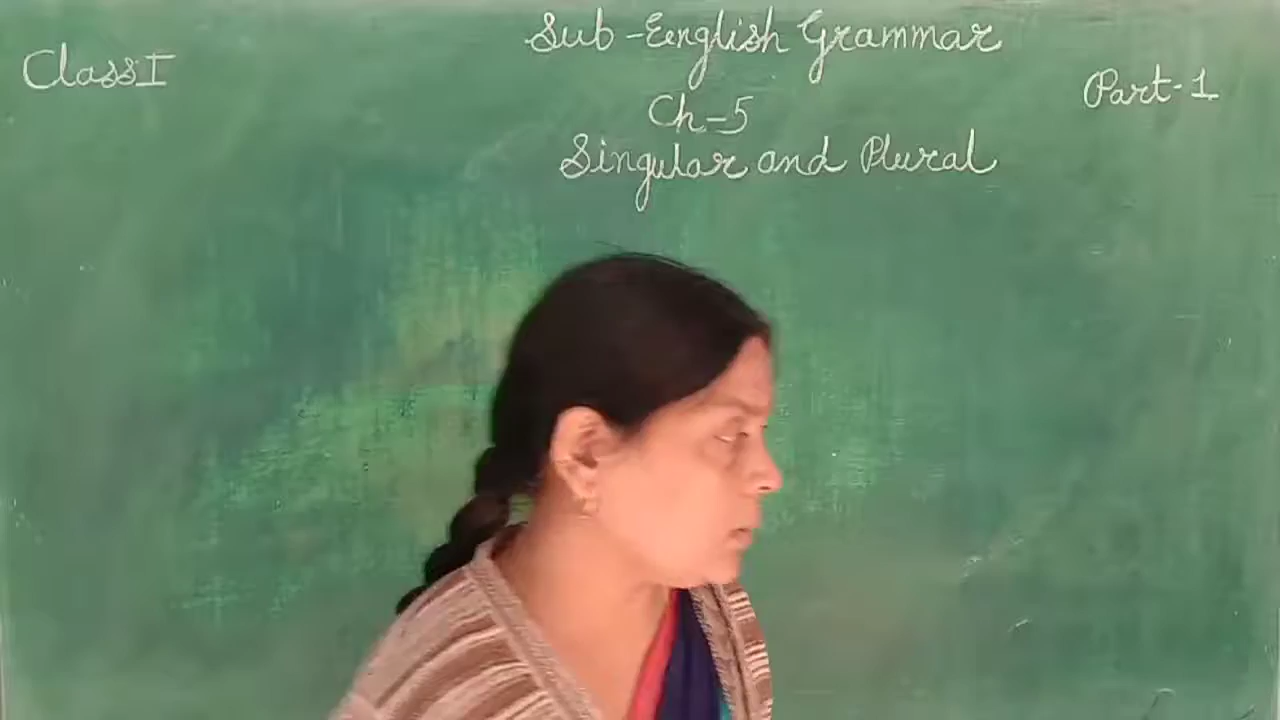 Sub-English Grammar
Class I
Part-1
Ch-5
Singular and Plural